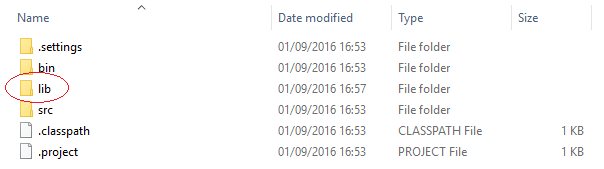 Name Date modified Type Size
.settings 01/09/2016 16:53 File folder
bin 01/09/2016 16:53 File folder
lib 01/09/2016 16:57 File folder
src 01/09/2016 16:53 File folder
.classpath 01/09/2016 16:53 CLASSPATH File 1 KB
.project 01/09/2016 16:53 PROJECT File 1 KB